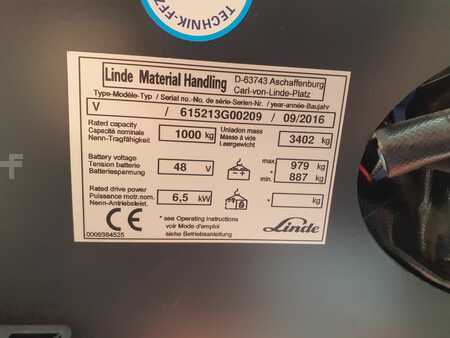 TECHNIK-FFZ
Linde Material Handling
D-63743 Aschaffenburg
Carl-von-Linde-Platz
Type-Modèle-Typ / Serial no.-No. de série-Serien-Nr. / year-année-Baujahr
V / 615213G00209 / 09/2016
Rated capacity
Capacité nominale
Nenn-Tragfähigkeit
1000 kg
Unladen mass
Masse à vide
Leergewicht
3402 kg
Battery voltage
Tension batterie
Batteriespannung
48 V
max 979 kg
* min. 887 kg
Rated drive power
Puissance motr. nom.
Nenn-Antriebsleist.
6,5 kW
* kg
CE
* see Operating instructions
voir Mode d'emploi
siehe Betriebsanleitung
Linde
0009384525